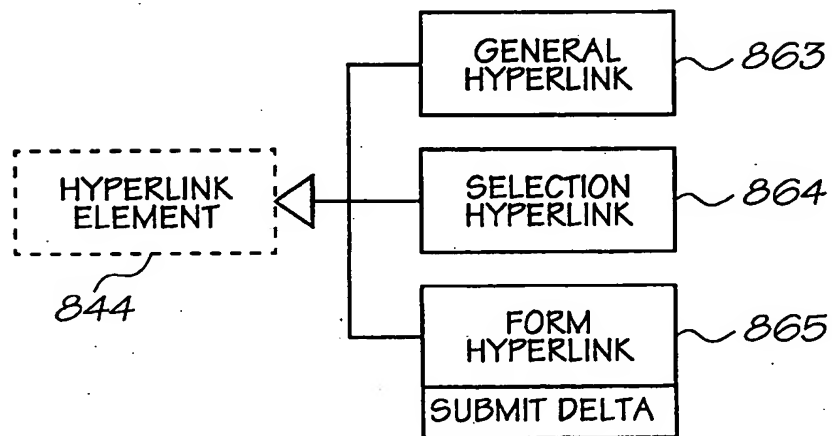 GENERAL
HYPERLINK
863
HYPERLINK
ELEMENT
844
SELECTION
HYPERLINK
864
FORM
HYPERLINK
865
SUBMIT DELTA